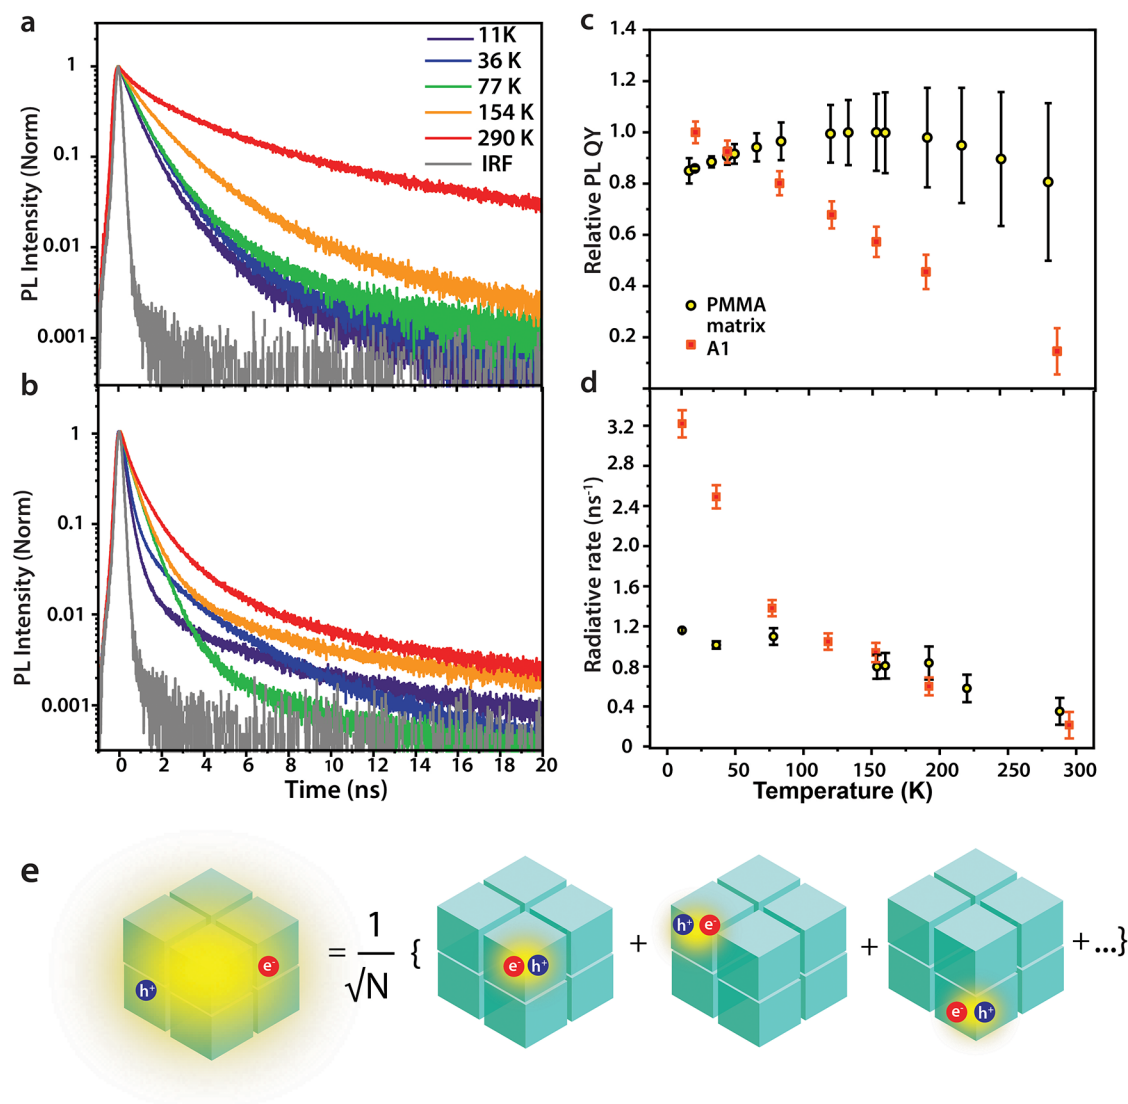 a
PL Intensity (Norm)
1
0.1
0.01
0.001
11K
36 K
77 K
154 K
290 K
IRF
b
PL Intensity (Norm)
1
0.1
0.01
0.001
0 2 4 6 8 10 12 14 16 18 20
Time (ns)
c
Relative PL QY
1.4
1.2
1.0
0.8
0.6
0.4
0.2
PMMA
matrix
A1
d
Radiative rate (ns-1)
3.2
2.8
2.4
2.0
1.6
1.2
0.8
0.4
0
0 50 100 150 200 250 300
Temperature (K)
e
h+
e-
= 1
√N
{
e- h+
+
h+ e-
+
e- h+
+ ...}